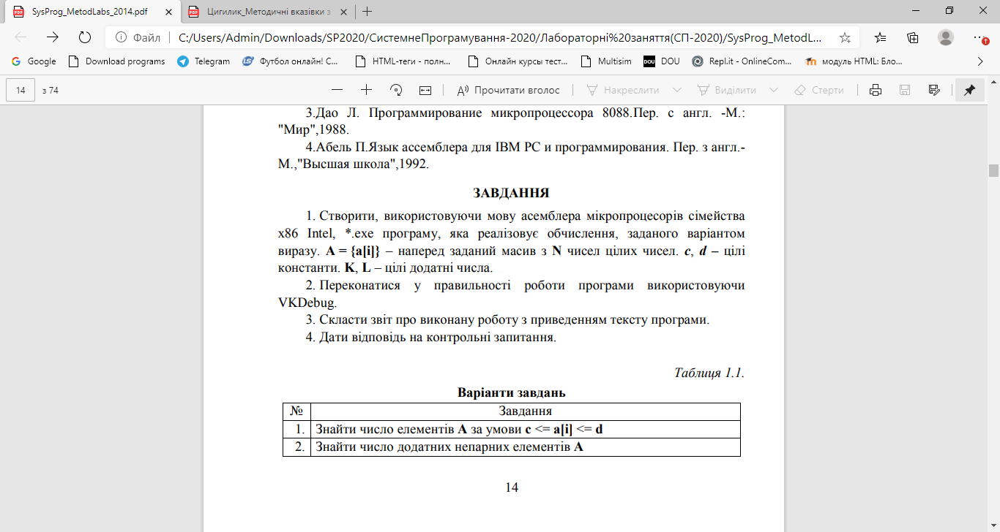 SysProg_MetodLabs_2014.pdf
Цигилик_Методичні вказівки з
Файл
C:/Users/Admin/Downloads/SP2020/СистемнеПрограмування-2020/Лабораторні%20заняття(СП-2020)/SysProg_MetodL...
Google Download programs Telegram Футбол онлайн! С... HTML-теги - полн... Онлайн курсы тест... Multisim DOU DOU Repl.it - OnlineCom... модуль HTML: Бло...
14 з 74 Прочитати вголос Накреслити Виділити Стерти
3.Дао Л. Программирование микропроцессора 8088.Пер. с англ. -М.:
"Мир",1988.
4.Абель П.Язык ассемблера для IBM PC и программирования. Пер. з англ.-
М.,"Высшая школа",1992.
ЗАВДАННЯ
1. Створити, використовуючи мову асемблера мікропроцесорів сімейства
x86 Intel, *.exe програму, яка реалізовує обчислення, заданого варіантом
виразу. A = {a[i]} – наперед заданий масив з N чисел цілих чисел. c, d – цілі
константи. K, L – цілі додатні числа.
2. Переконатися у правильності роботи програми використовуючи
VKDebug.
3. Скласти звіт про виконану роботу з приведенням тексту програми.
4. Дати відповідь на контрольні запитання.
Таблиця 1.1.
Варіанти завдань
№ Завдання
1. Знайти число елементів A за умови c <= a[i] <= d
2. Знайти число додатних непарних елементів A
14